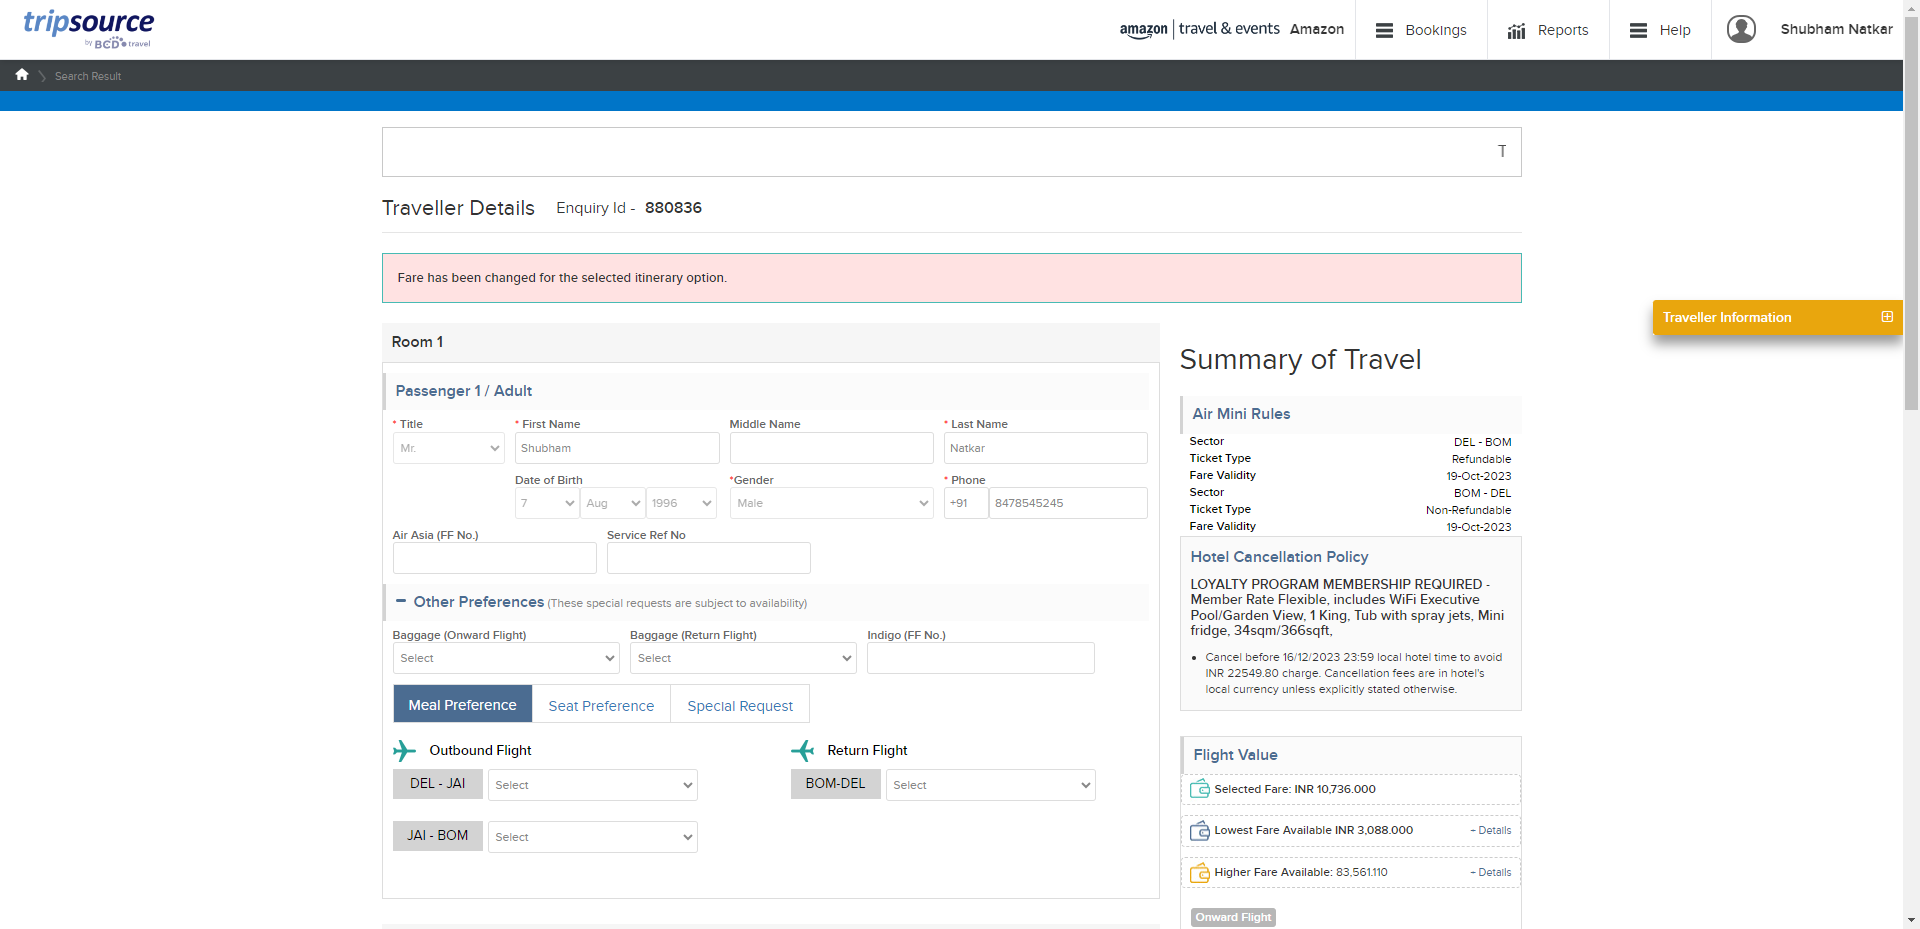 tripsource
by BCD travel
amazon | travel & events Amazon
Bookings
Reports
Help
Shubham Natkar
Search Result
T
Traveller Details Enquiry Id - 880836
Fare has been changed for the selected itinerary option.
Traveller Information
Room 1
Passenger 1 / Adult
* Title * First Name Middle Name * Last Name
Mr. Shubham Natkar
Date of Birth *Gender * Phone
7 Aug 1996 Male +91 8478545245
Air Asia (FF No.) Service Ref No
− Other Preferences (These special requests are subject to availability)
Baggage (Onward Flight) Baggage (Return Flight) Indigo (FF No.)
Select Select
Meal Preference Seat Preference Special Request
Outbound Flight Return Flight
DEL - JAI Select BOM-DEL Select
JAI - BOM Select
Summary of Travel
Air Mini Rules
Sector DEL - BOM
Ticket Type Refundable
Fare Validity 19-Oct-2023
Sector BOM - DEL
Ticket Type Non-Refundable
Fare Validity 19-Oct-2023
Hotel Cancellation Policy
LOYALTY PROGRAM MEMBERSHIP REQUIRED -
Member Rate Flexible, includes WiFi Executive
Pool/Garden View, 1 King, Tub with spray jets, Mini
fridge, 34sqm/366sqft,
• Cancel before 16/12/2023 23:59 local hotel time to avoid
INR 22549.80 charge. Cancellation fees are in hotel's
local currency unless explicitly stated otherwise.
Flight Value
Selected Fare: INR 10,736.000
Lowest Fare Available INR 3,088.000 + Details
Higher Fare Available: 83,561.110 + Details
Onward Flight